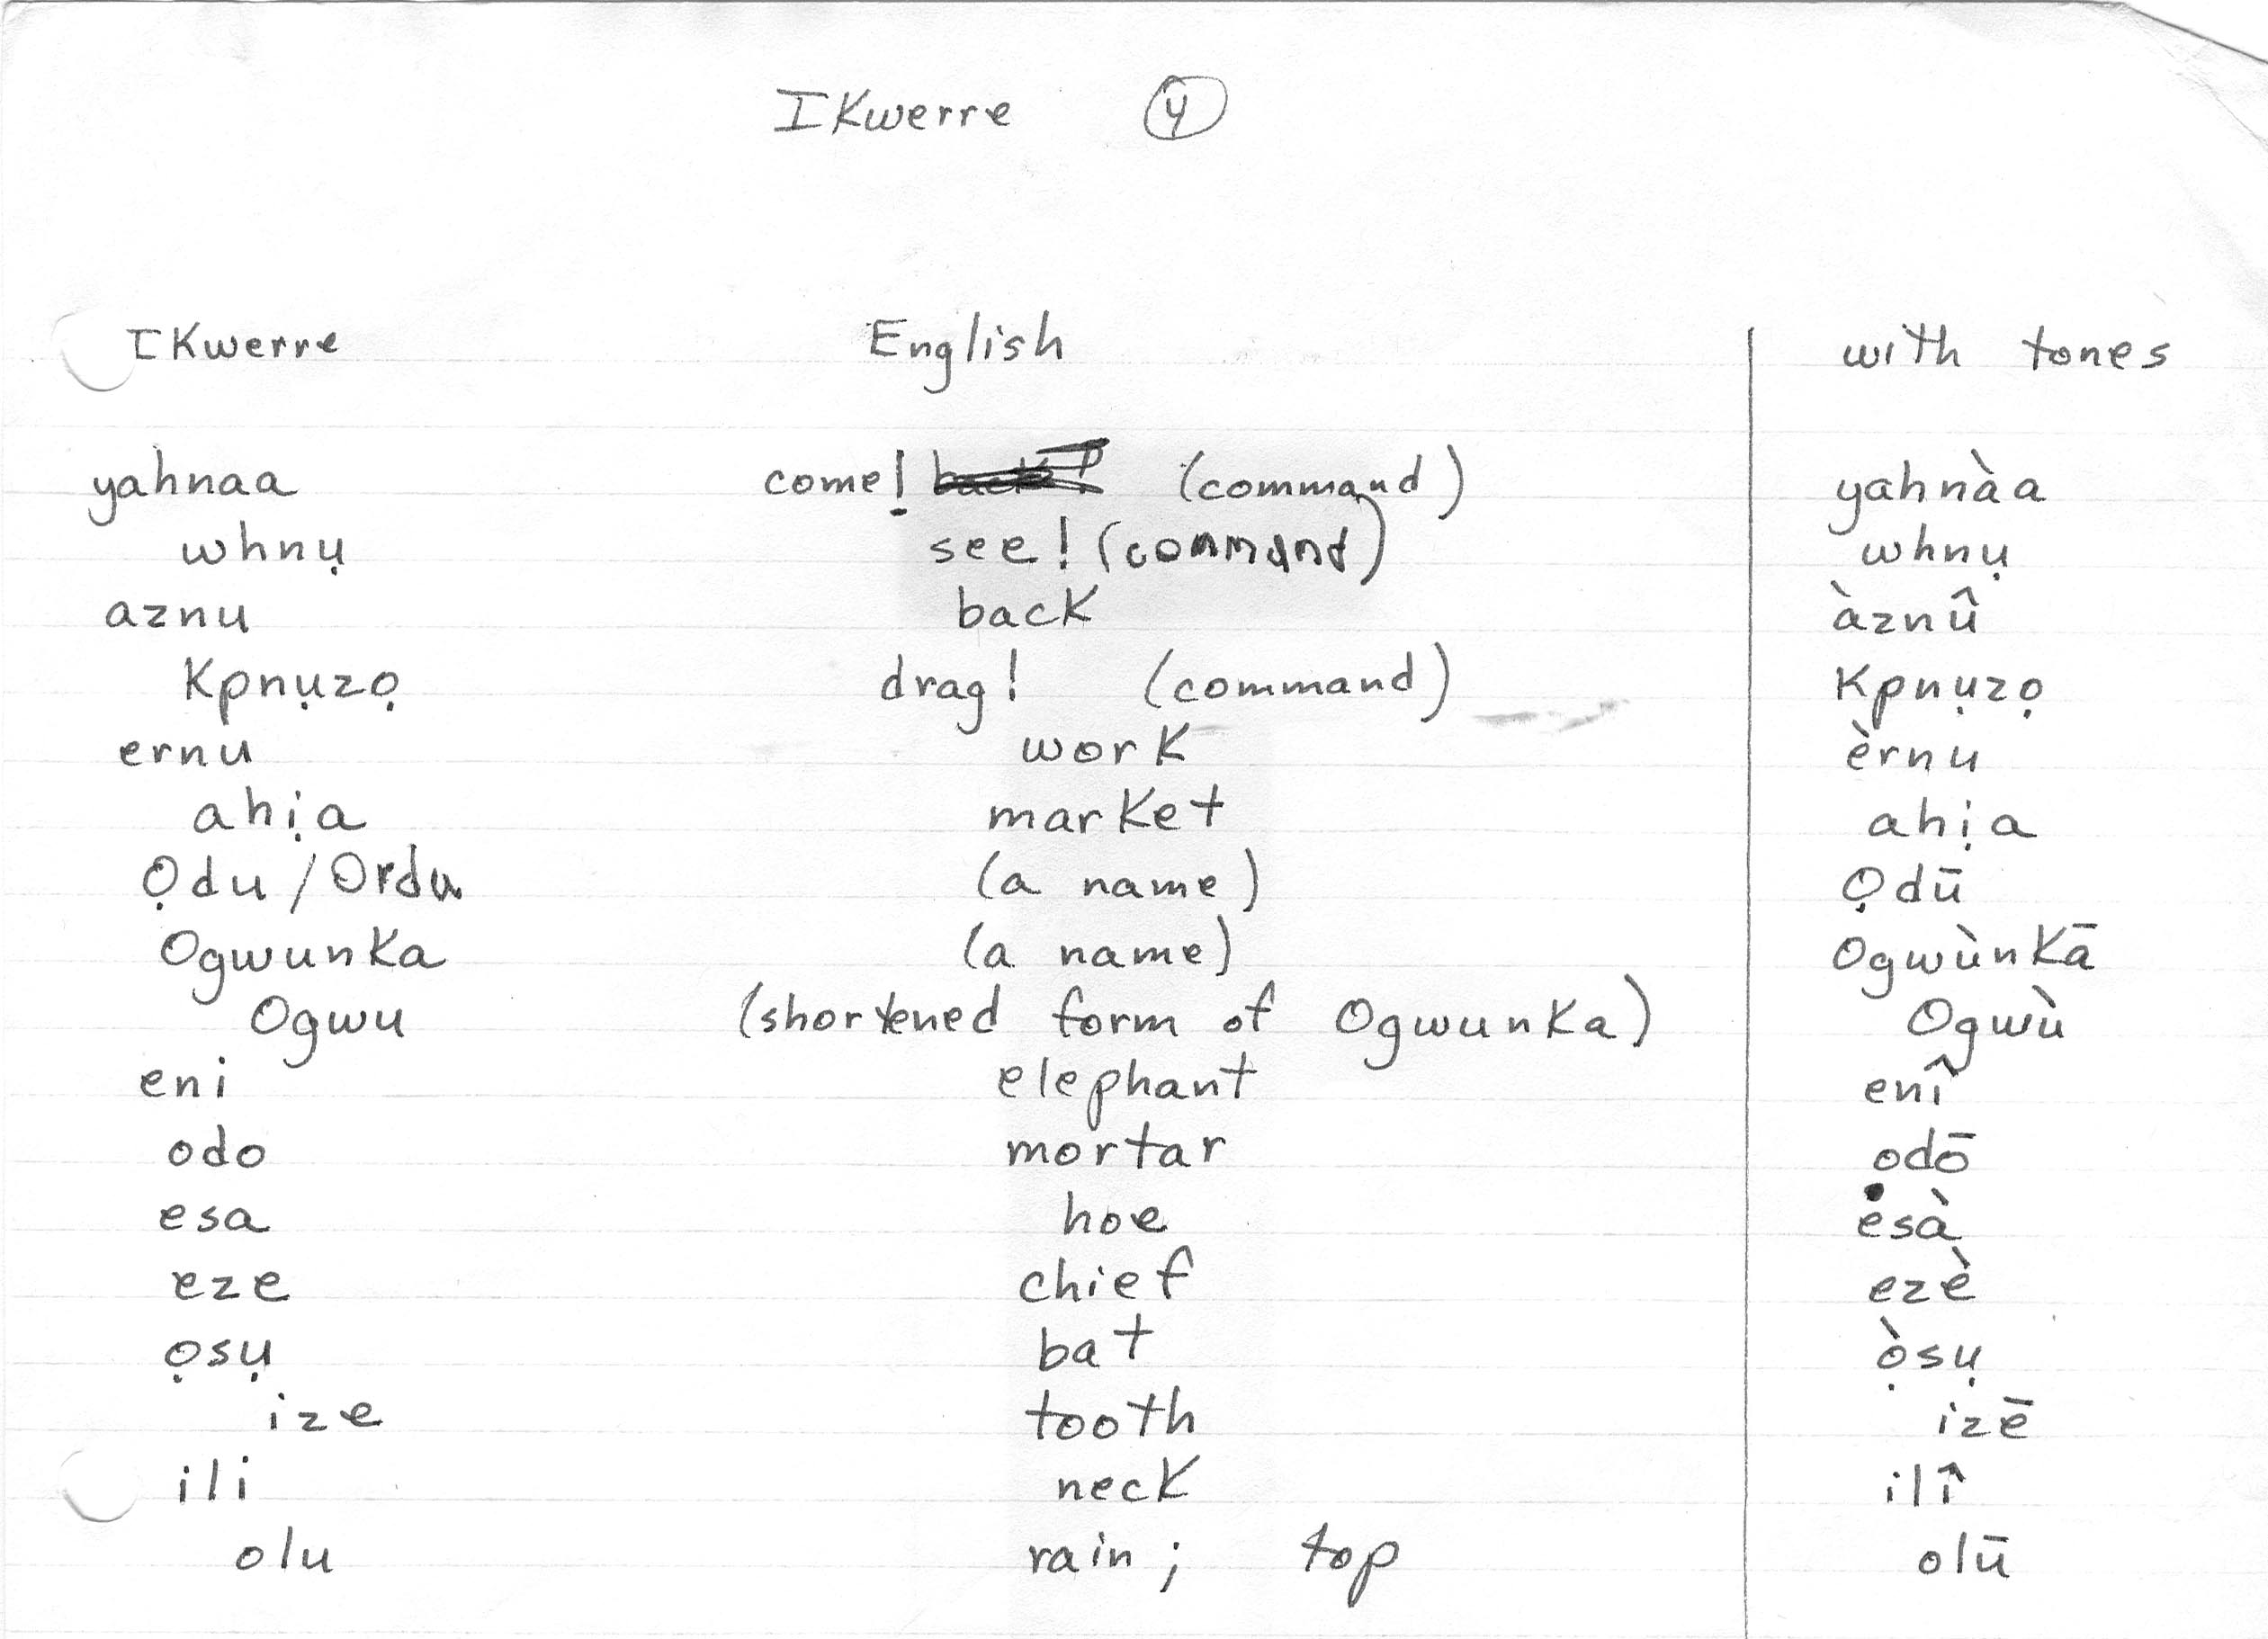 Ikwerre 4
Ikwerre English with tones
yahnaa come! (command) yahnàa
whnụ see! (command) whnụ
aznu back àznû
Kpnụzọ drag! (command) Kpnụzọ
ernu work èrnu
ahịa market ahịa
Ọdu / Ordu (a name) Ọdū
Ogwunka (a name) Ogwùnkā
Ogwu (shortened form of Ogwunka) Ogwù
eni elephant enî
odo mortar odō
esa hoe esà
eze chief ezè
ọsụ bat ọ̀sụ
ize tooth izē
ili neck ilî
olu rain; top olū